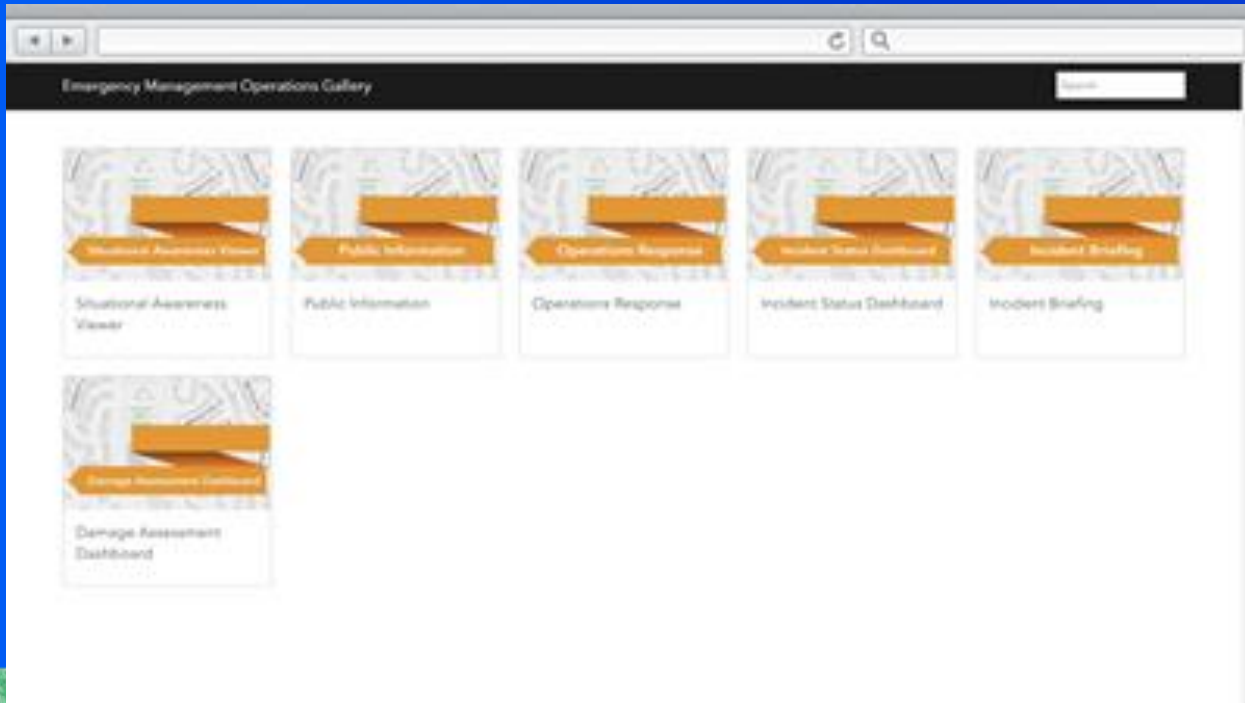 Emergency Management Operations Gallery
Search
Situational Awareness Viewer
Public Information
Operations Response
Incident Status Dashboard
Incident Briefing
Situational Awareness
Viewer
Public Information
Operations Response
Incident Status Dashboard
Incident Briefing
Damage Assessment Dashboard
Damage Assessment
Dashboard